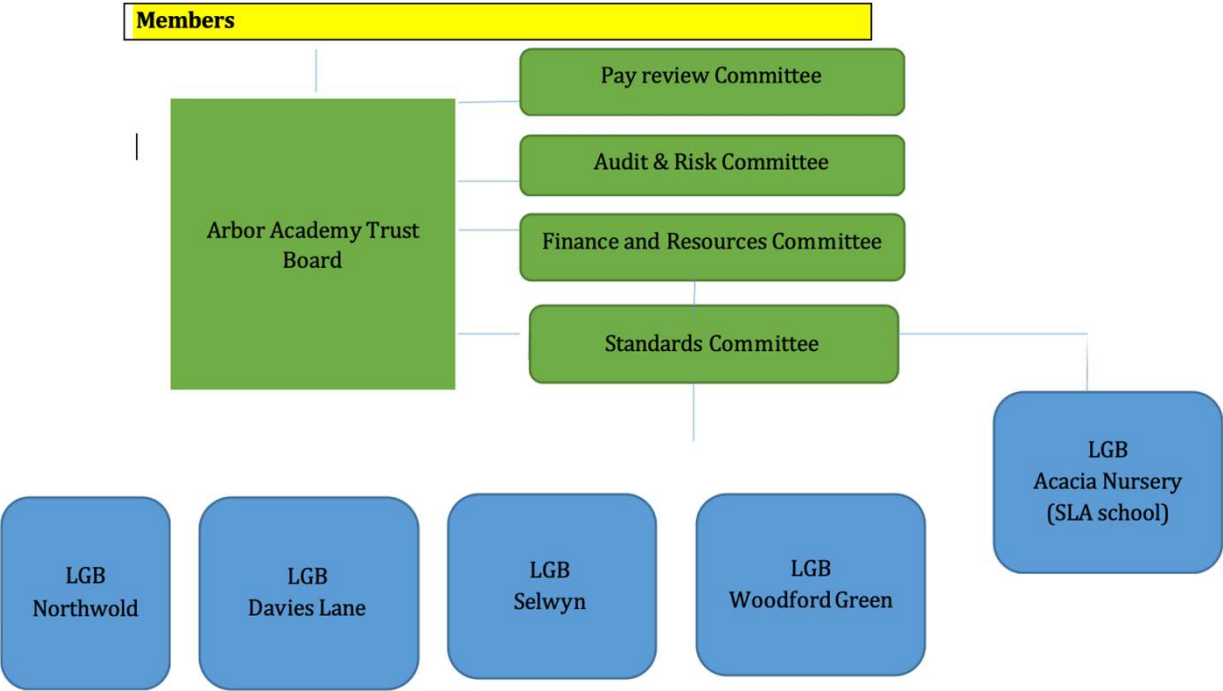 Members
Pay review Committee
Audit & Risk Committee
Arbor Academy Trust
Board
Finance and Resources Committee
Standards Committee
LGB
Acacia Nursery
(SLA school)
LGB
Northwold
LGB
Davies Lane
LGB
Selwyn
LGB
Woodford Green